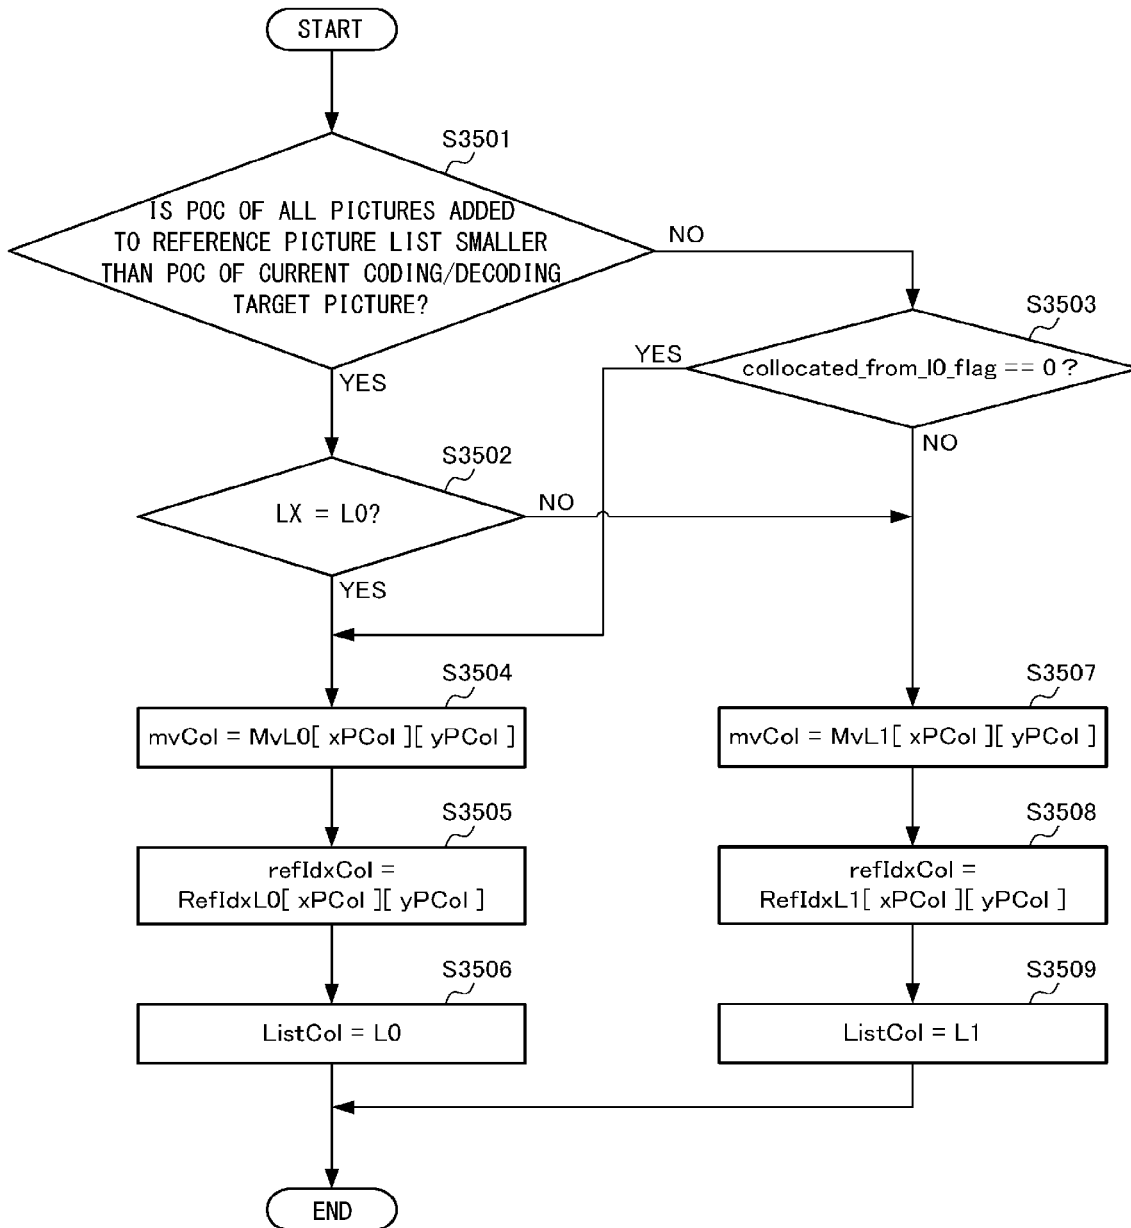 START
S3501
IS POC OF ALL PICTURES ADDED
TO REFERENCE PICTURE LIST SMALLER
THAN POC OF CURRENT CODING/DECODING
TARGET PICTURE?
NO
YES
S3503
collocated_from_l0_flag == 0?
YES
NO
S3502
LX = L0?
NO
YES
S3504
mvCol = MvL0[ xPCol ][ yPCol ]
S3505
refIdxCol =
RefIdxL0[ xPCol ][ yPCol ]
S3506
ListCol = L0
S3507
mvCol = MvL1[ xPCol ][ yPCol ]
S3508
refIdxCol =
RefIdxL1[ xPCol ][ yPCol ]
S3509
ListCol = L1
END